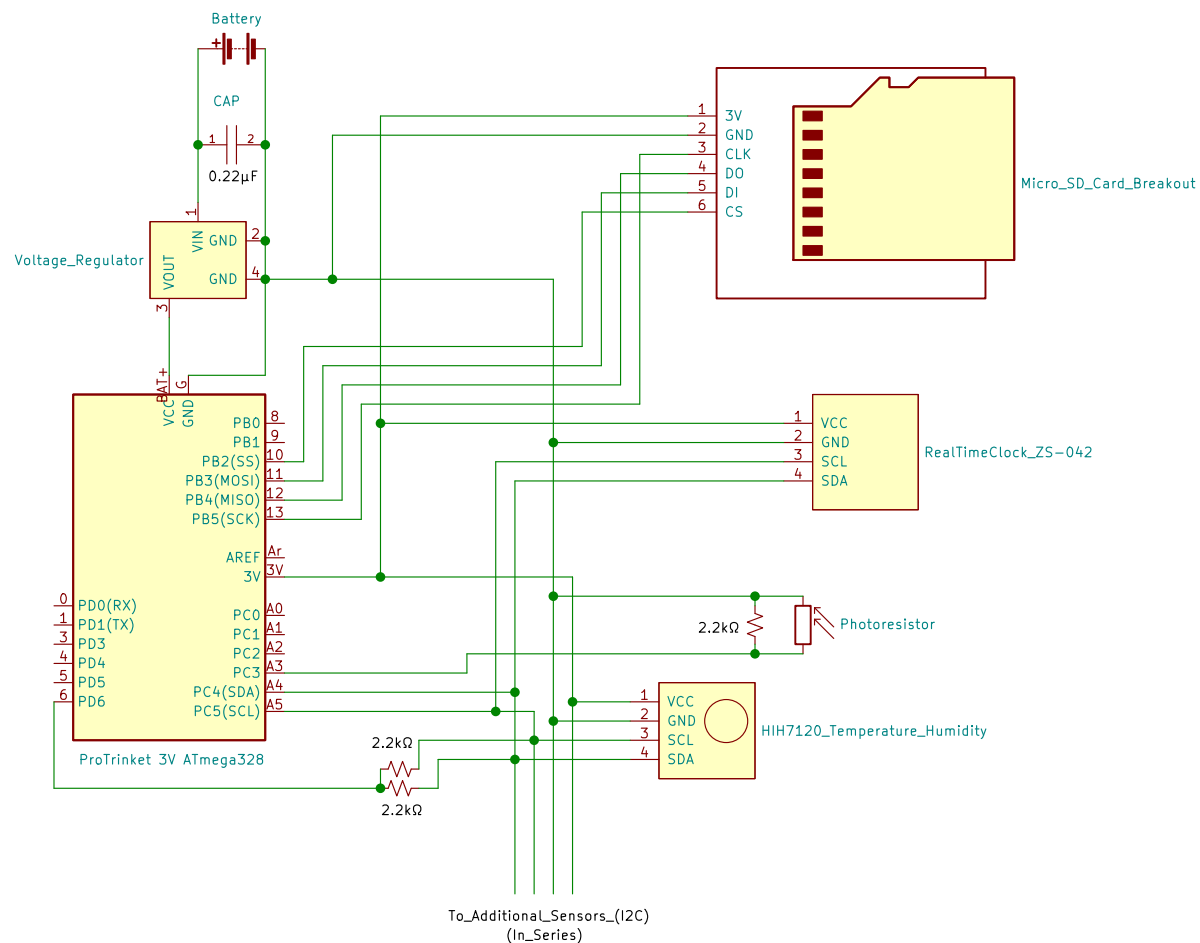 Battery
+
CAP
1 2
0.22µF
1
VIN
GND 2
Voltage_Regulator
VOUT
GND 4
3
BAT+
G
VCC
GND
PB0 8
PB1 9
PB2(SS) 10
PB3(MOSI) 11
PB4(MISO) 12
PB5(SCK) 13
AREF Ar
3V 3V
0 PD0(RX)
1 PD1(TX)
3 PD3
4 PD4
5 PD5
6 PD6
PC0 A0
PC1 A1
PC2 A2
PC3 A3
PC4(SDA) A4
PC5(SCL) A5
ProTrinket 3V ATmega328
1 3V
2 GND
3 CLK
4 DO
5 DI
6 CS
Micro_SD_Card_Breakout
1 VCC
2 GND
3 SCL
4 SDA
RealTimeClock_ZS-042
2.2kΩ
Photoresistor
1 VCC
2 GND
3 SCL
4 SDA
HIH7120_Temperature_Humidity
2.2kΩ
2.2kΩ
To_Additional_Sensors_(I2C)
(In_Series)